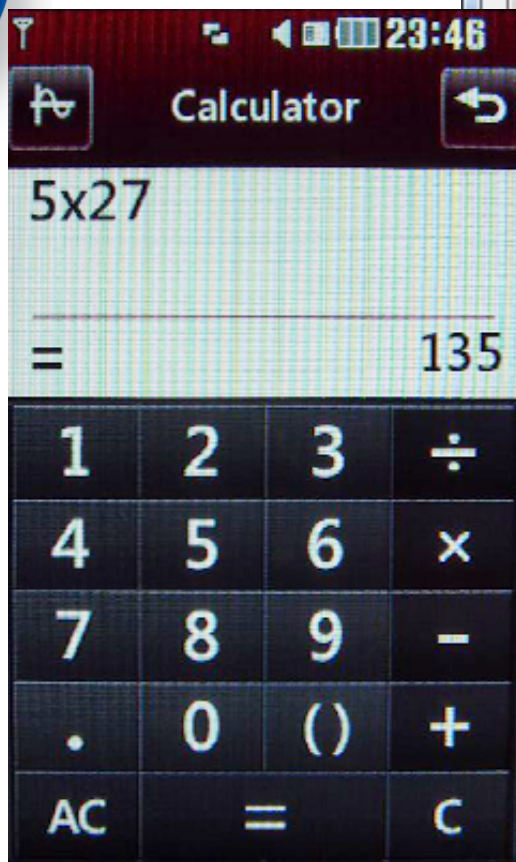 23:46
Calculator
5x27
= 135
1 2 3 ÷
4 5 6 ×
7 8 9 -
. 0 () +
AC = C